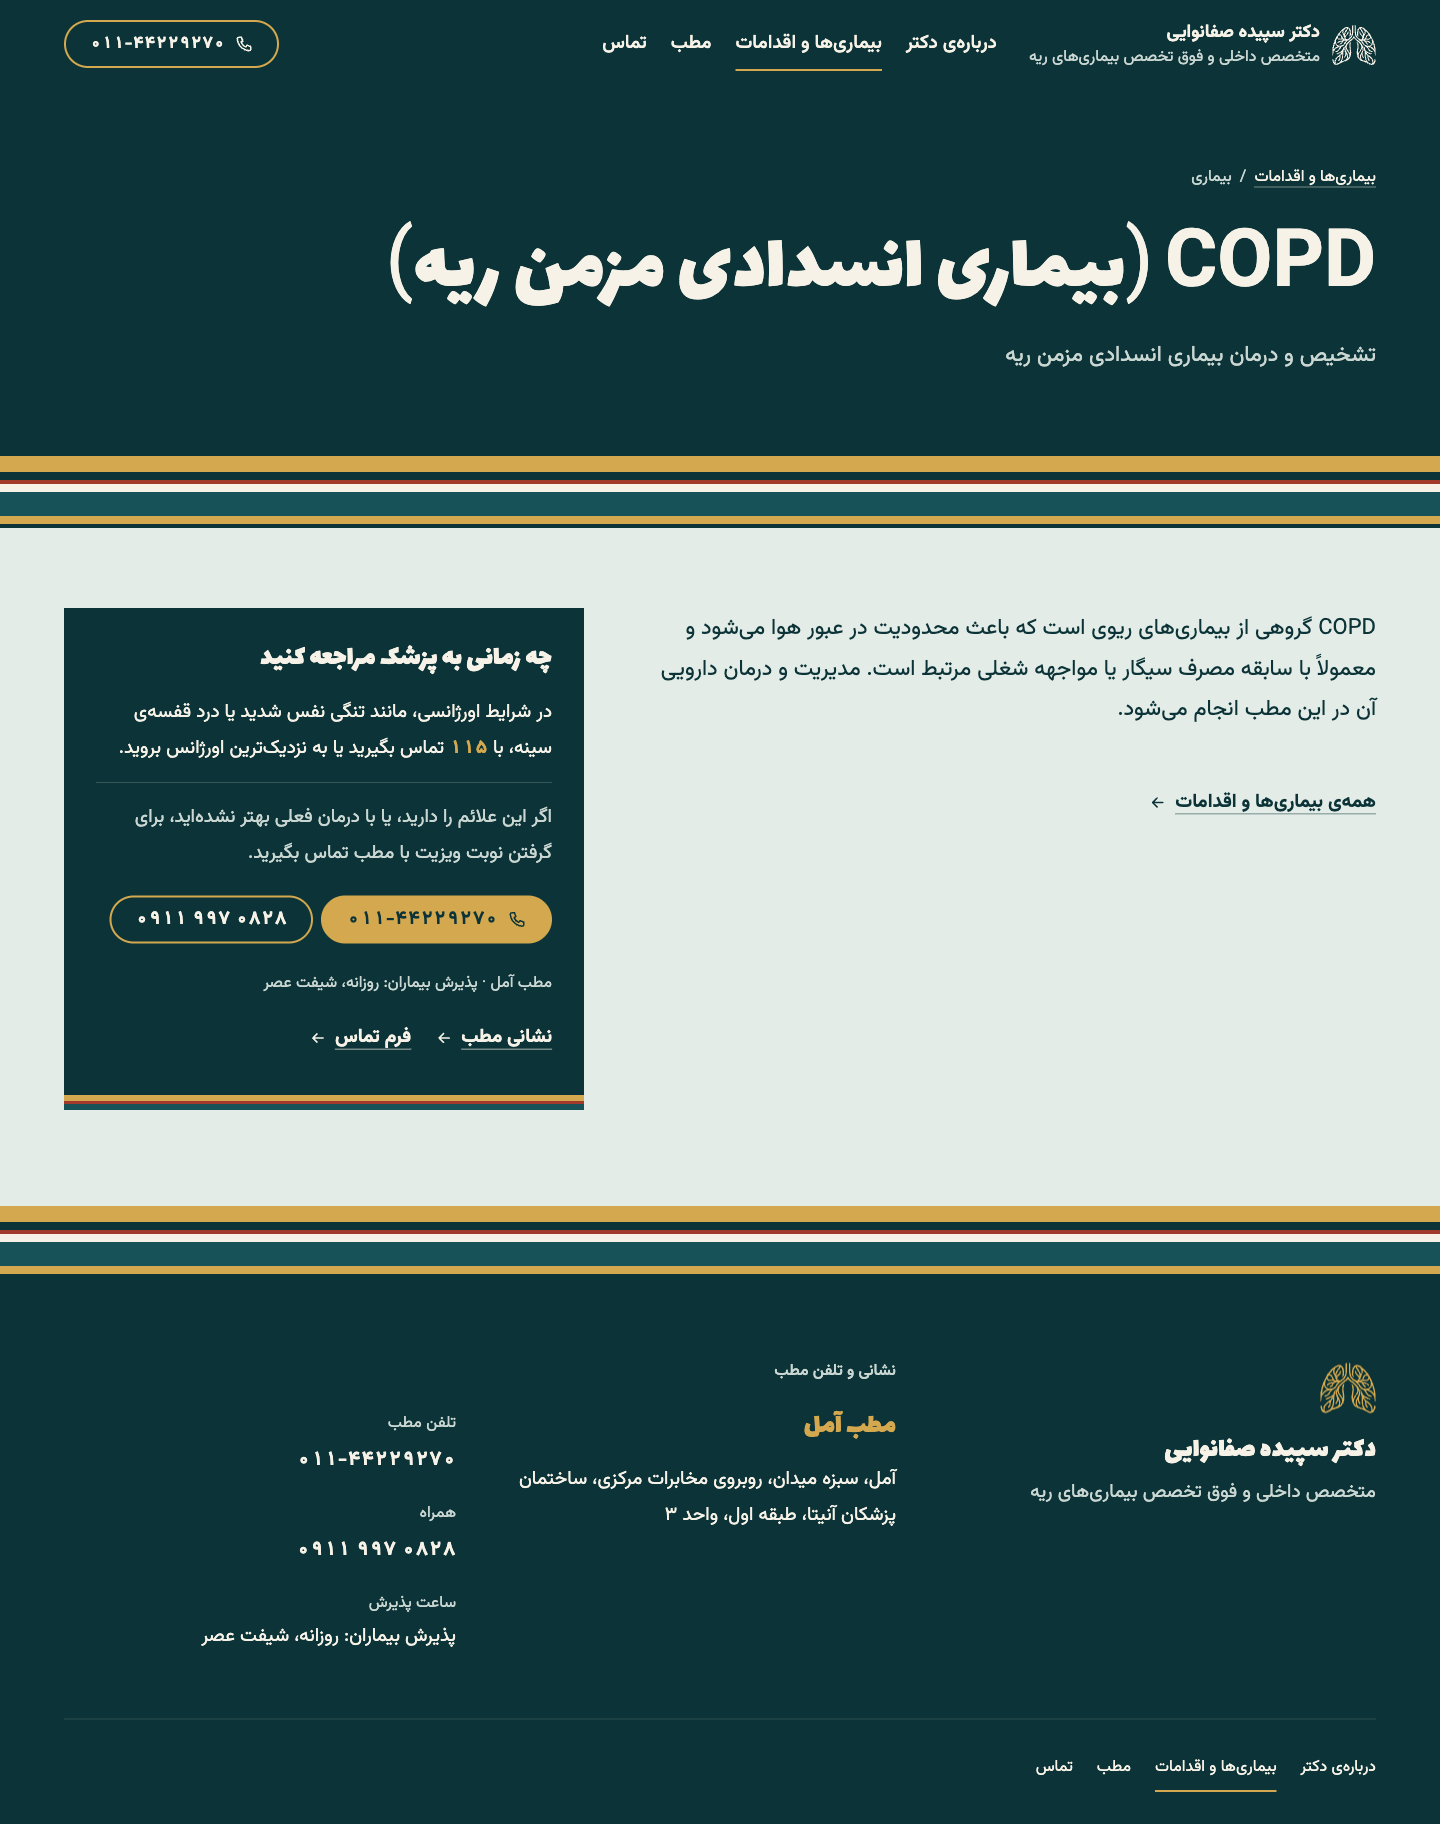 دکتر سپیده صفانوایی
متخصص داخلی و فوق تخصص بیماری‌های ریه
درباره‌ی دکتر
بیماری‌ها و اقدامات
مطب
تماس
۰۱۱-۴۴۲۲۹۲۷۰
بیماری‌ها و اقدامات / بیماری
COPD (بیماری انسدادی مزمن ریه)
تشخیص و درمان بیماری انسدادی مزمن ریه
COPD گروهی از بیماری‌های ریوی است که باعث محدودیت در عبور هوا می‌شود و
معمولاً با سابقه مصرف سیگار یا مواجهه شغلی مرتبط است. مدیریت و درمان دارویی
آن در این مطب انجام می‌شود.
همه‌ی بیماری‌ها و اقدامات ←
چه زمانی به پزشک مراجعه کنید
در شرایط اورژانسی، مانند تنگی نفس شدید یا درد قفسه‌ی
سینه، با ۱۱۵ تماس بگیرید یا به نزدیک‌ترین اورژانس بروید.
اگر این علائم را دارید، یا با درمان فعلی بهتر نشده‌اید، برای
گرفتن نوبت ویزیت با مطب تماس بگیرید.
۰۱۱-۴۴۲۲۹۲۷۰
۰۹۱۱ ۹۹۷ ۰۸۲۸
مطب آمل · پذیرش بیماران: روزانه، شیفت عصر
نشانی مطب ←
فرم تماس ←
دکتر سپیده صفانوایی
متخصص داخلی و فوق تخصص بیماری‌های ریه
نشانی و تلفن مطب
مطب آمل
آمل، سبزه میدان، روبروی مخابرات مرکزی، ساختمان
پزشکان آنیتا، طبقه اول، واحد ۳
تلفن مطب
۰۱۱-۴۴۲۲۹۲۷۰
همراه
۰۹۱۱ ۹۹۷ ۰۸۲۸
ساعت پذیرش
پذیرش بیماران: روزانه، شیفت عصر
درباره‌ی دکتر
بیماری‌ها و اقدامات
مطب
تماس